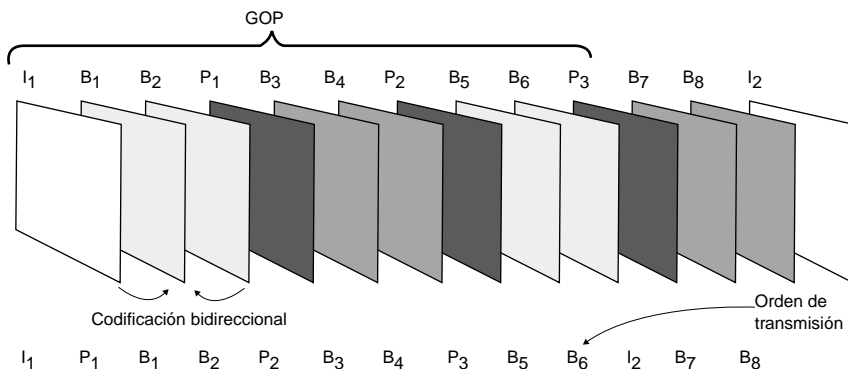 GOP
I1 B1 B2 P1 B3 B4 P2 B5 B6 P3 B7 B8 I2
Codificación bidireccional
Orden de
transmisión
I1 P1 B1 B2 P2 B3 B4 P3 B5 B6 I2 B7 B8